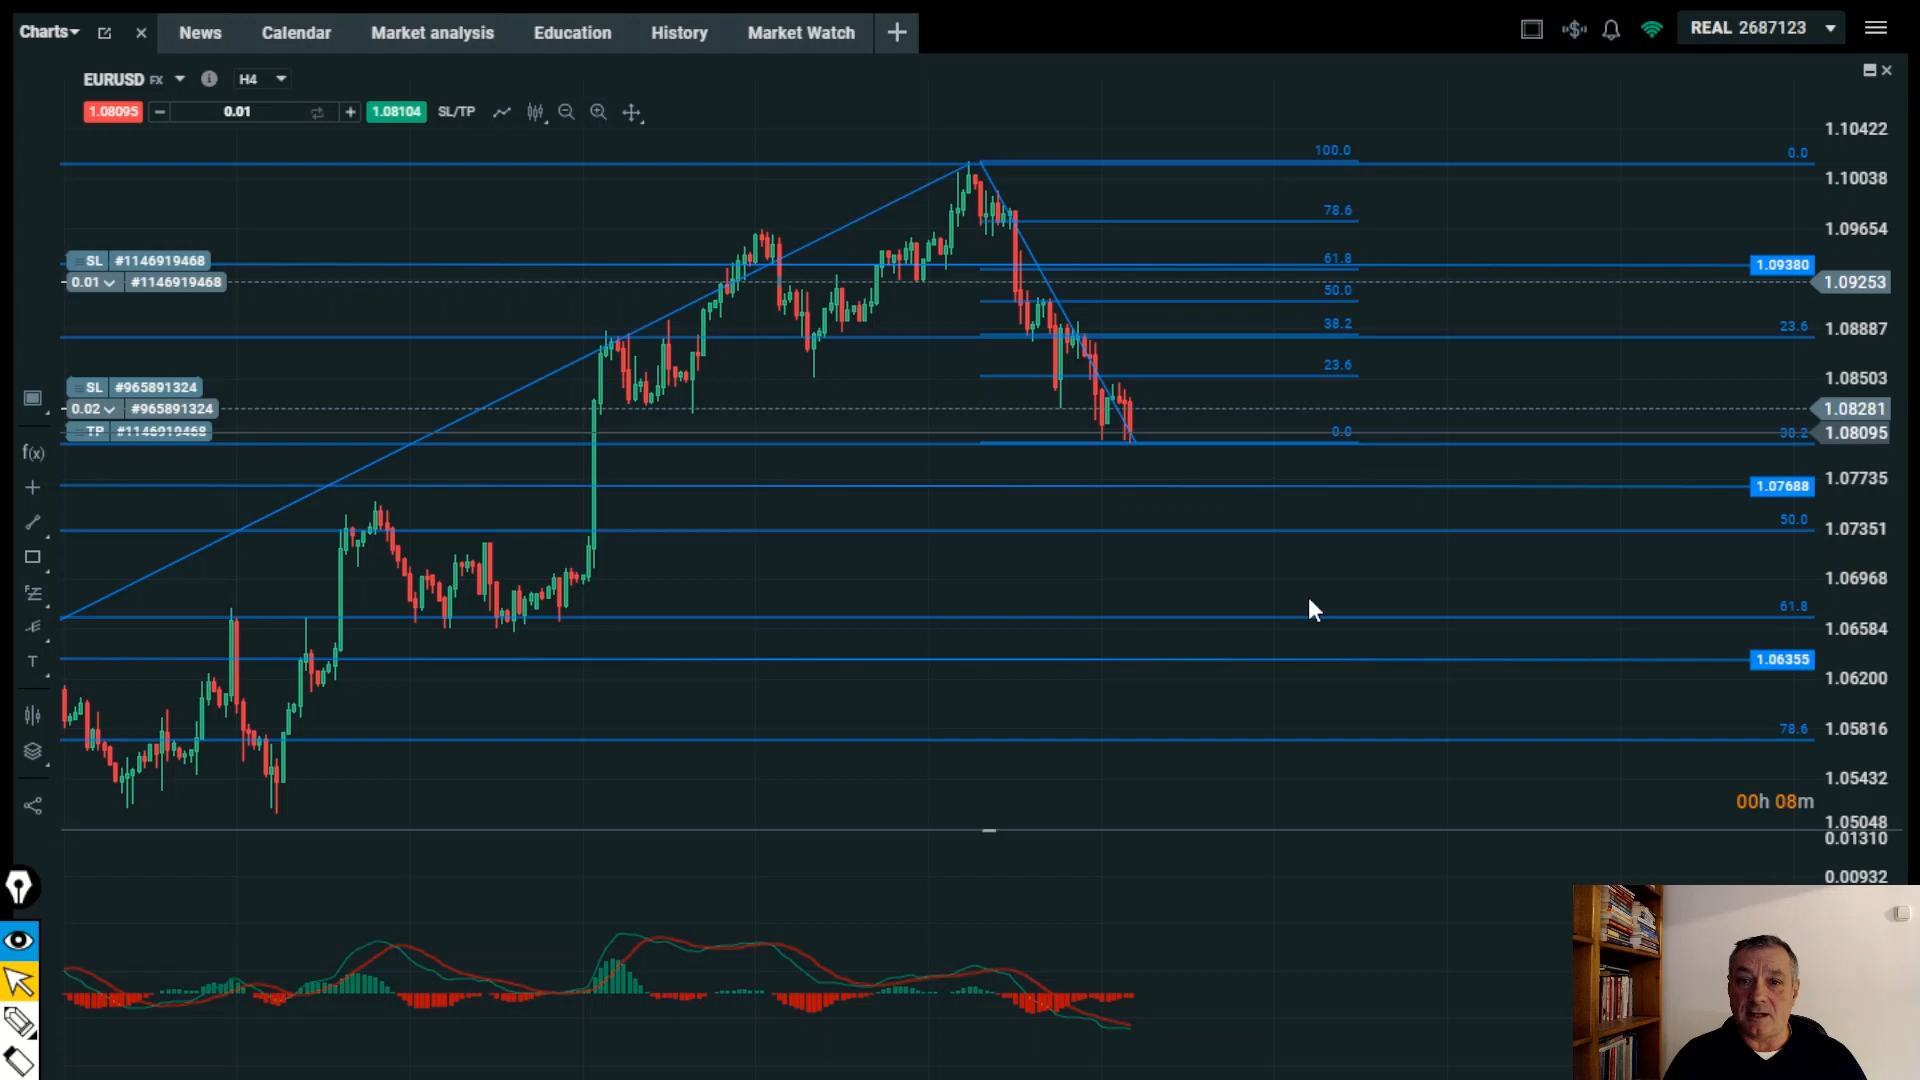 Charts News Calendar Market analysis Education History Market Watch REAL 2687123
EURUSD FX H4
1.08095 0.01 1.08104 SL/TP
1.10422
100.0 0.0
1.10038
78.6
1.09654
SL #1146919468
61.8 1.09380
0.01 #1146919468 1.09253
50.0
38.2 23.6 1.08887
23.6
1.08503
SL #965891324
0.02 #965891324 1.08281
TP #1146919468 0.0 38.2 1.08095
1.07735
1.07688
50.0 1.07351
f(x)
1.06968
61.8
1.06584
T 1.06355
1.06200
78.6 1.05816
1.05432
00h 08m
1.05048
0.01310
0.00932